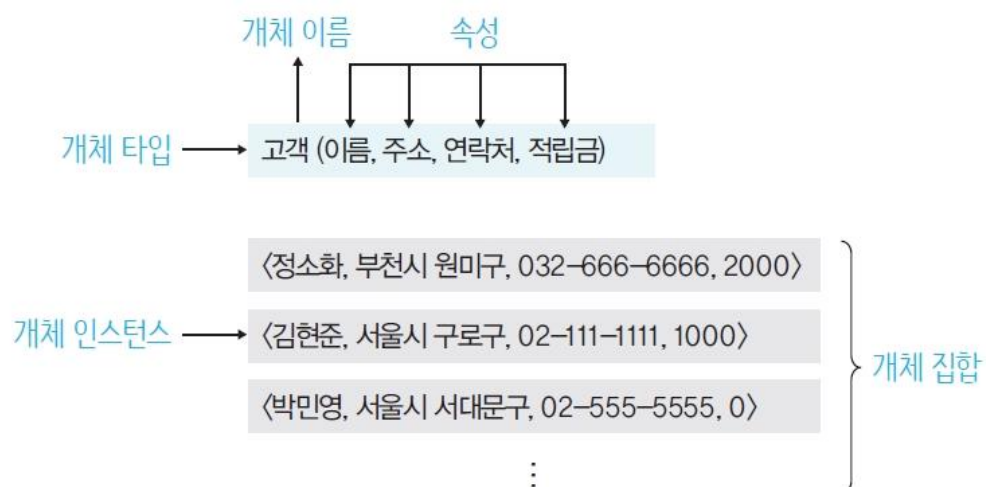 개체 이름 속성
개체 타입 고객 (이름, 주소, 연락처, 적립금)
〈정소화, 부천시 원미구, 032–666–6666, 2000〉
개체 인스턴스 〈김현준, 서울시 구로구, 02–111–1111, 1000〉
개체 집합
〈박민영, 서울시 서대문구, 02–555–5555, 0〉
⋮